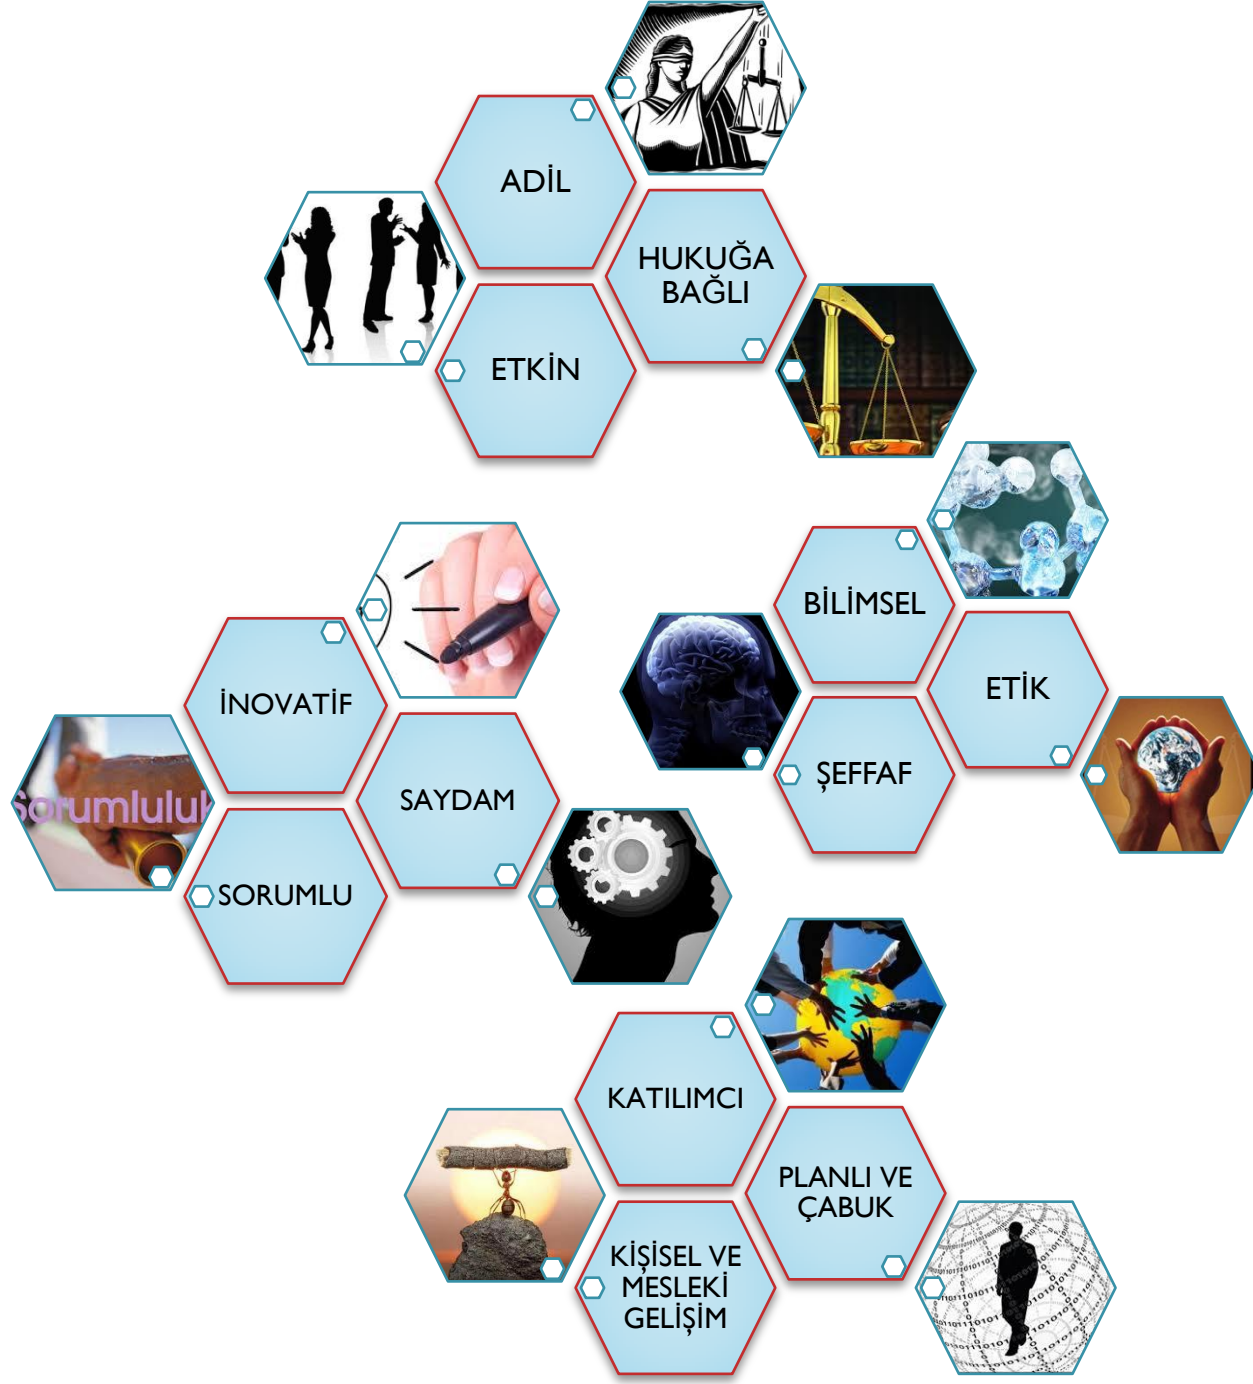 ADİL
HUKUĞA
BAĞLI
ETKİN
BİLİMSEL
ETİK
ŞEFFAF
İNOVATİF
SAYDAM
Sorumluluk
SORUMLU
KATILIMCI
PLANLI VE
ÇABUK
KİŞİSEL VE
MESLEKİ
GELİŞİM